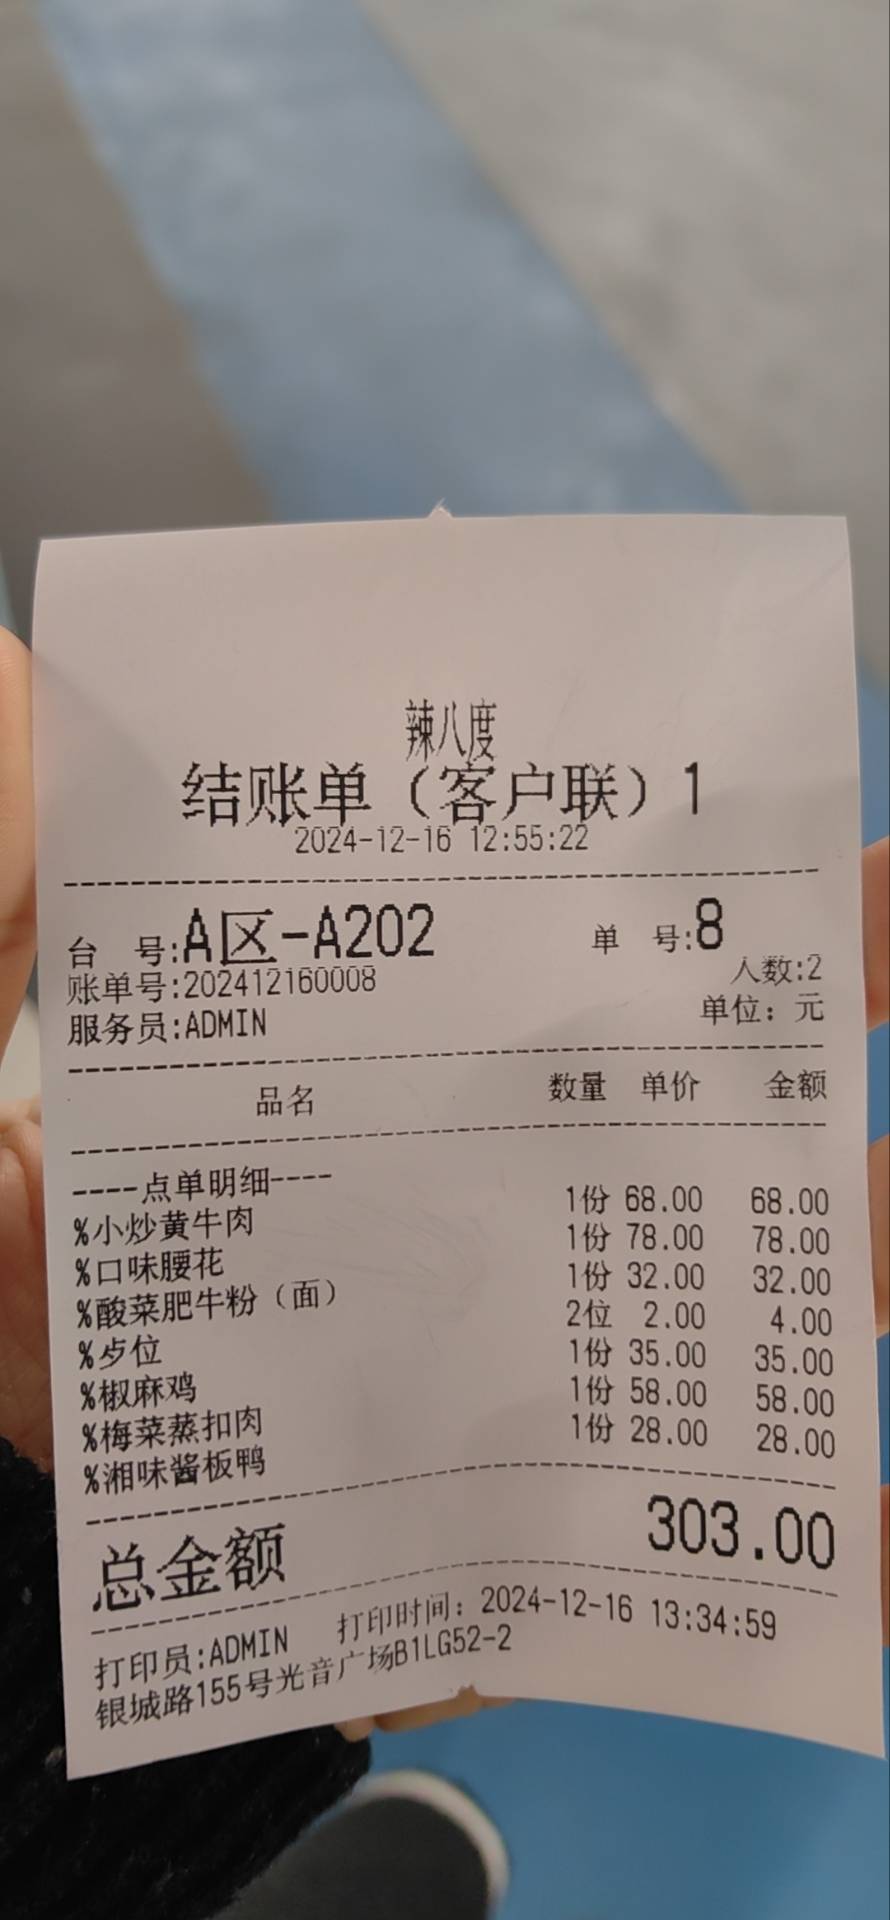 辣八度
结账单（客户联）1
2024-12-16 12:55:22
台 号:A区-A202 单 号:8
账单号:202412160008 人数:2
服务员:ADMIN 单位：元
品名 数量 单价 金额
----点单明细----
%小炒黄牛肉 1份 68.00 68.00
%口味腰花 1份 78.00 78.00
%酸菜肥牛粉（面） 1份 32.00 32.00
%歺位 2位 2.00 4.00
%椒麻鸡 1份 35.00 35.00
%梅菜蒸扣肉 1份 58.00 58.00
%湘味酱板鸭 1份 28.00 28.00
总金额 303.00
打印员:ADMIN 打印时间：2024-12-16 13:34:59
银城路155号光音广场B1LG52-2